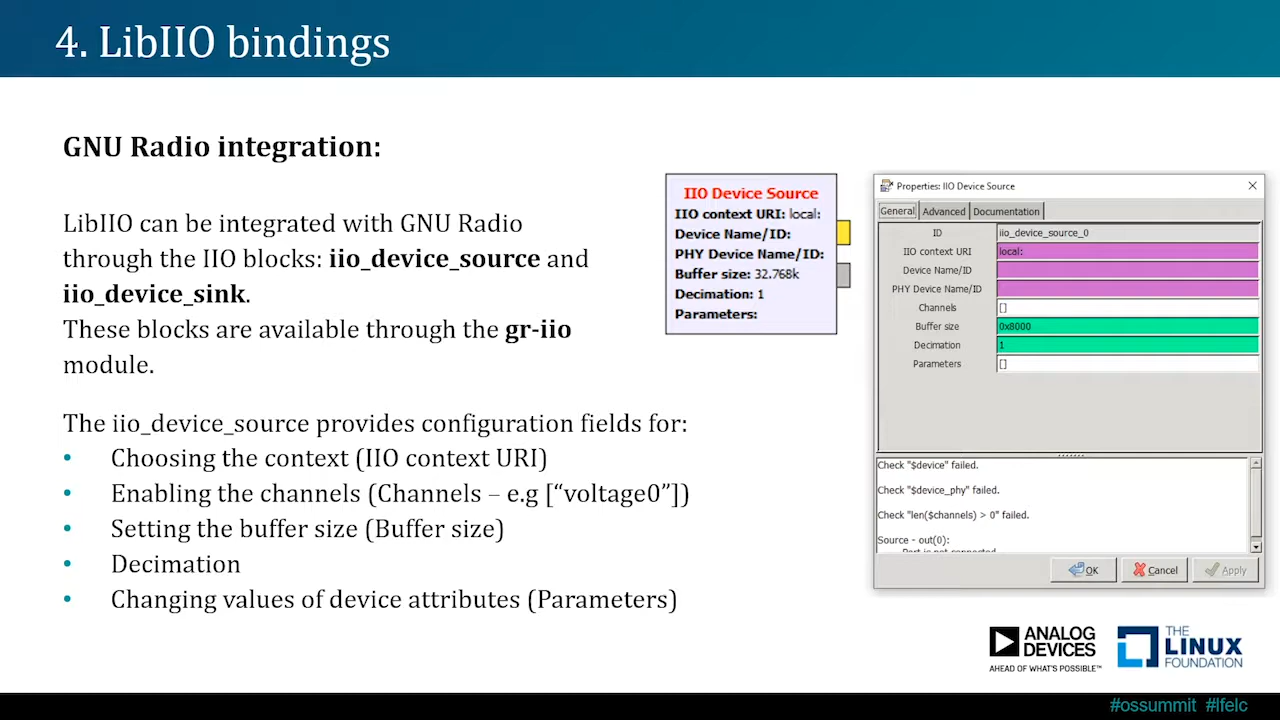 4. LibIIO bindings
GNU Radio integration:
LibIIO can be integrated with GNU Radio
through the IIO blocks: iio_device_source and
iio_device_sink.
These blocks are available through the gr-iio
module.
The iio_device_source provides configuration fields for:
• Choosing the context (IIO context URI)
• Enabling the channels (Channels – e.g [“voltage0”])
• Setting the buffer size (Buffer size)
• Decimation
• Changing values of device attributes (Parameters)
IIO Device Source
IIO context URI: local:
Device Name/ID:
PHY Device Name/ID:
Buffer size: 32.768k
Decimation: 1
Parameters:
Properties: IIO Device Source
General Advanced Documentation
ID iio_device_source_0
IIO context URI local:
Device Name/ID
PHY Device Name/ID
Channels []
Buffer size 0x8000
Decimation 1
Parameters []
Check "$device" failed.
Check "$device_phy" failed.
Check "len($channels) > 0" failed.
Source - out(0):
Port is not connected
OK Cancel Apply
ANALOG
DEVICES
AHEAD OF WHAT'S POSSIBLE™
THE
LINUX
FOUNDATION
#ossummit #lfelc